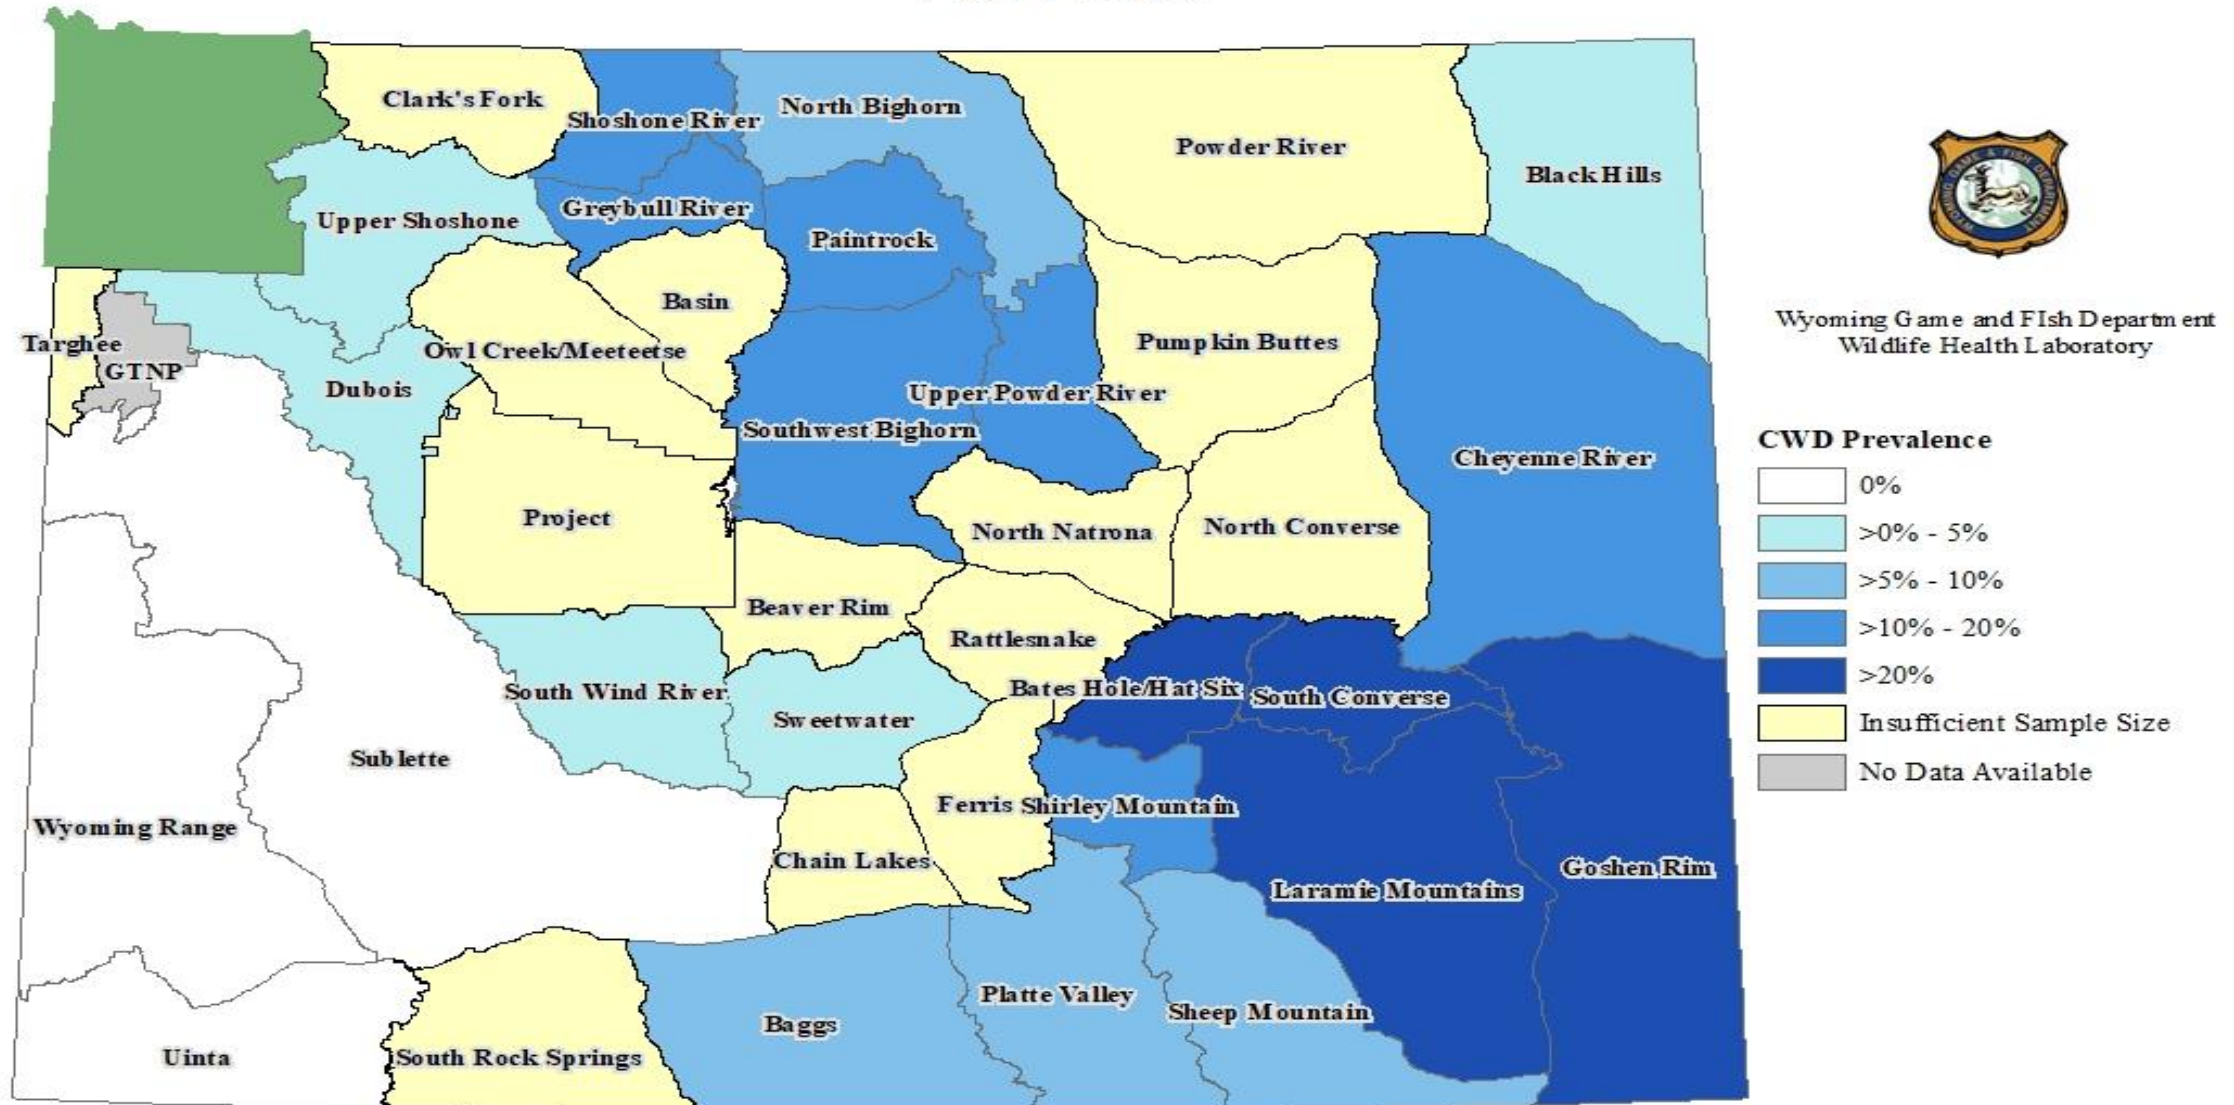 Clark's Fork
Shoshone River
North Bighorn
Powder River
Black Hills
Upper Shoshone
Greybull River
Paintrock
Basin
Targhee
GTNP
Owl Creek/Meeteetse
Dubois
Pumpkin Buttes
Upper Powder River
Southwest Bighorn
Cheyenne River
Project
North Natrona
North Converse
Beaver Rim
Rattlesnake
South Wind River
Sweetwater
Bates Hole/Hat Six
South Converse
Sublette
Wyoming Range
Ferris
Shirley Mountain
Chain Lakes
Laramie Mountains
Goshen Rim
Platte Valley
Sheep Mountain
Baggs
Uinta
South Rock Springs
WYOMING GAME & FISH DEPARTMENT
Wyoming Game and FIsh Department
Wildlife Health Laboratory
CWD Prevalence
0%
>0% - 5%
>5% - 10%
>10% - 20%
>20%
Insufficient Sample Size
No Data Available